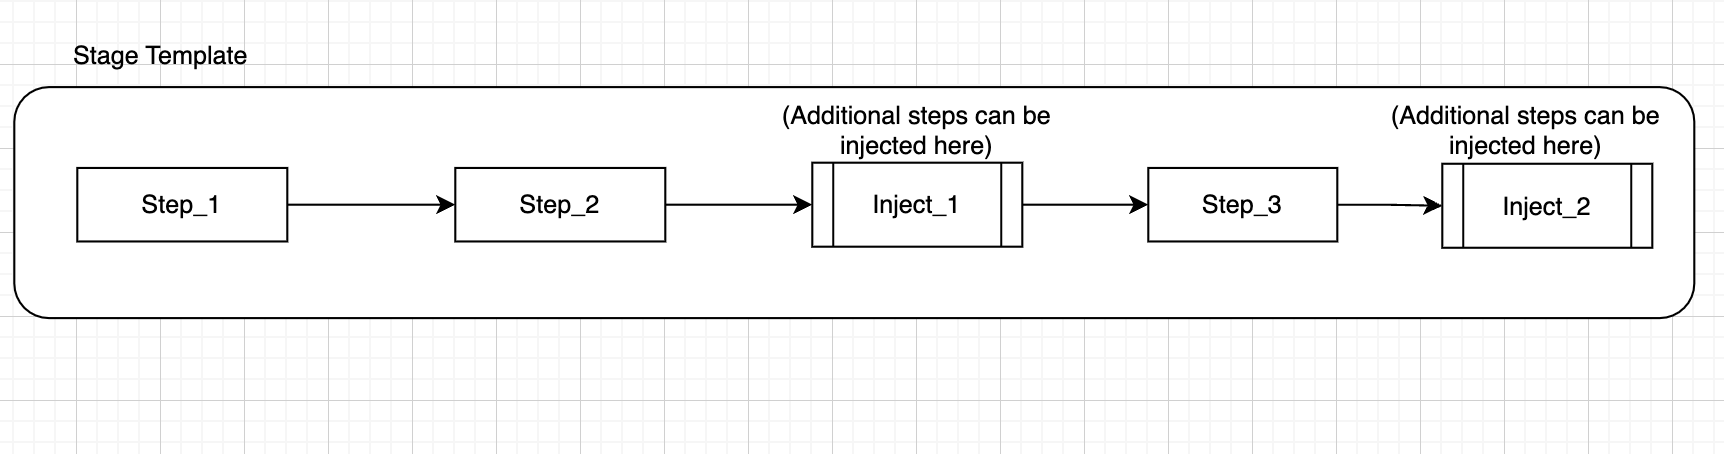 Stage Template
(Additional steps can be
injected here)
(Additional steps can be
injected here)
Step_1
Step_2
Inject_1
Step_3
Inject_2